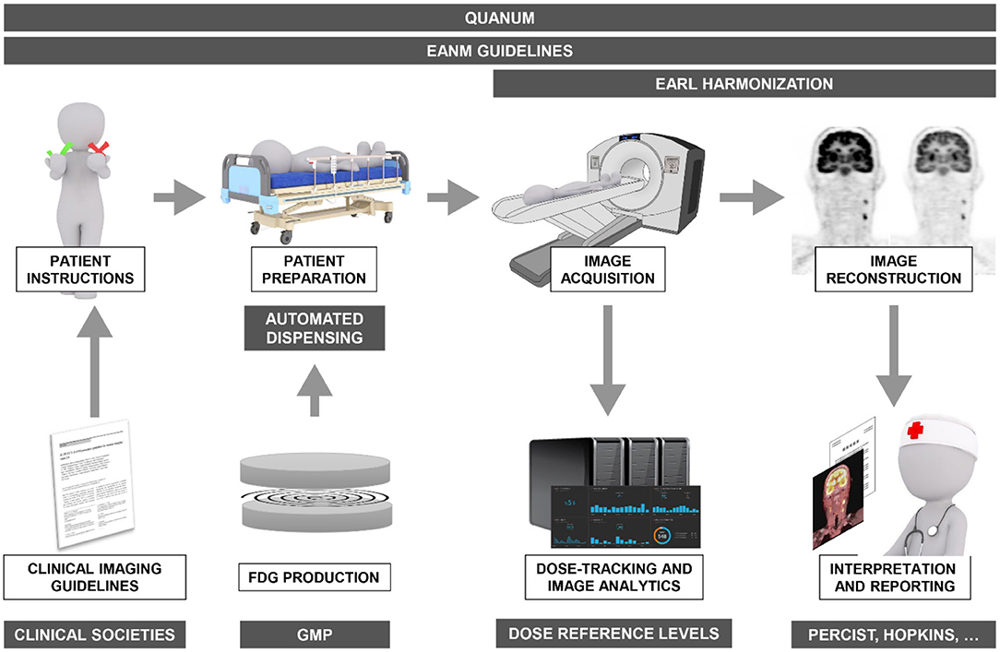 QUANUM
EANM GUIDELINES
EARL HARMONIZATION
PATIENT
INSTRUCTIONS
PATIENT
PREPARATION
IMAGE
ACQUISITION
IMAGE
RECONSTRUCTION
AUTOMATED
DISPENSING
CLINICAL IMAGING
GUIDELINES
FDG PRODUCTION
DOSE-TRACKING AND
IMAGE ANALYTICS
INTERPRETATION
AND REPORTING
CLINICAL SOCIETIES
GMP
DOSE REFERENCE LEVELS
PERCIST, HOPKINS, ...